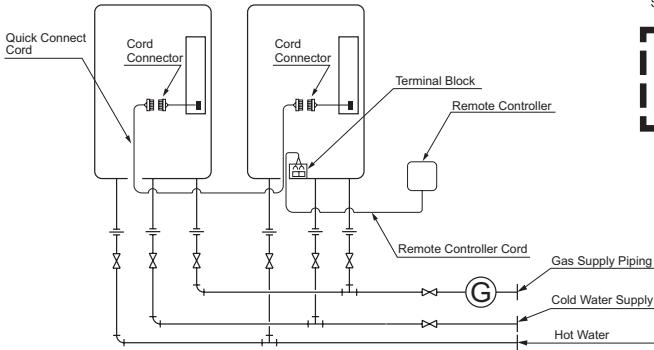 Quick Connect
Cord
Cord
Connector
Cord
Connector
Terminal Block
Remote Controller
Remote Controller Cord
G
Gas Supply Piping
Cold Water Supply
Hot Water